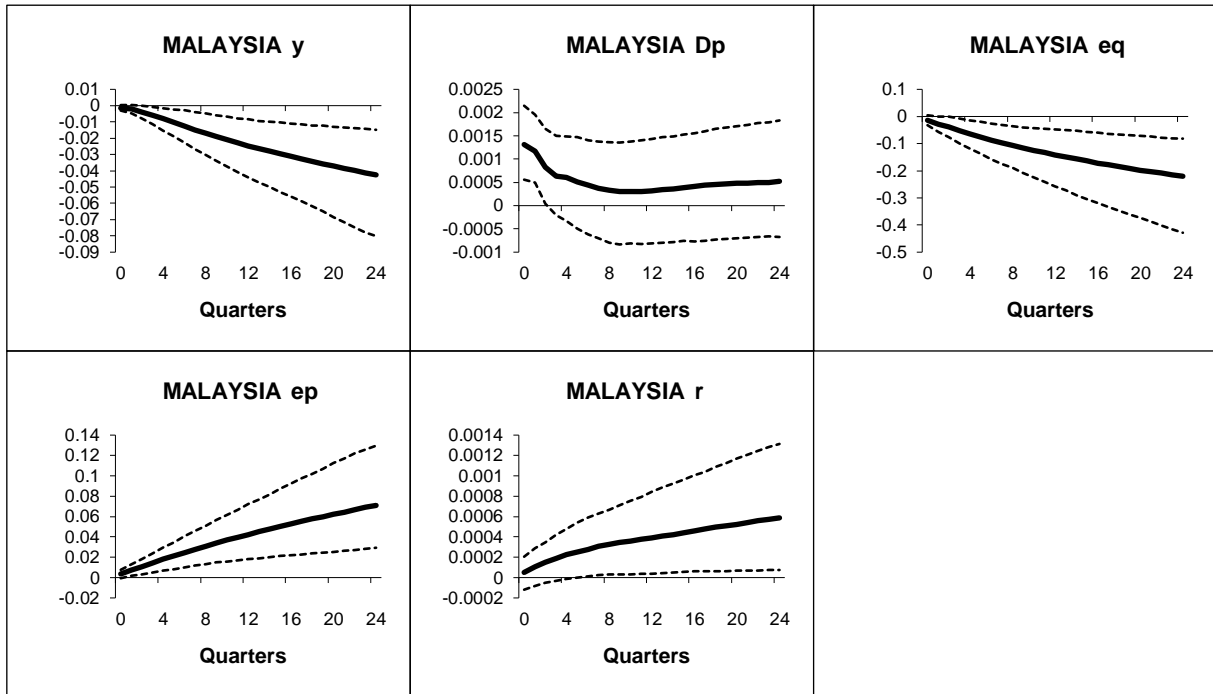 MALAYSIA y
0.01
0
-0.01
-0.02
-0.03
-0.04
-0.05
-0.06
-0.07
-0.08
-0.09
0 4 8 12 16 20 24
Quarters
MALAYSIA Dp
0.0025
0.002
0.0015
0.001
0.0005
0
-0.0005
-0.001
0 4 8 12 16 20 24
Quarters
MALAYSIA eq
0.1
0
-0.1
-0.2
-0.3
-0.4
-0.5
0 4 8 12 16 20 24
Quarters
MALAYSIA ep
0.14
0.12
0.1
0.08
0.06
0.04
0.02
0
-0.02
0 4 8 12 16 20 24
Quarters
MALAYSIA r
0.0014
0.0012
0.001
0.0008
0.0006
0.0004
0.0002
0
-0.0002
0 4 8 12 16 20 24
Quarters